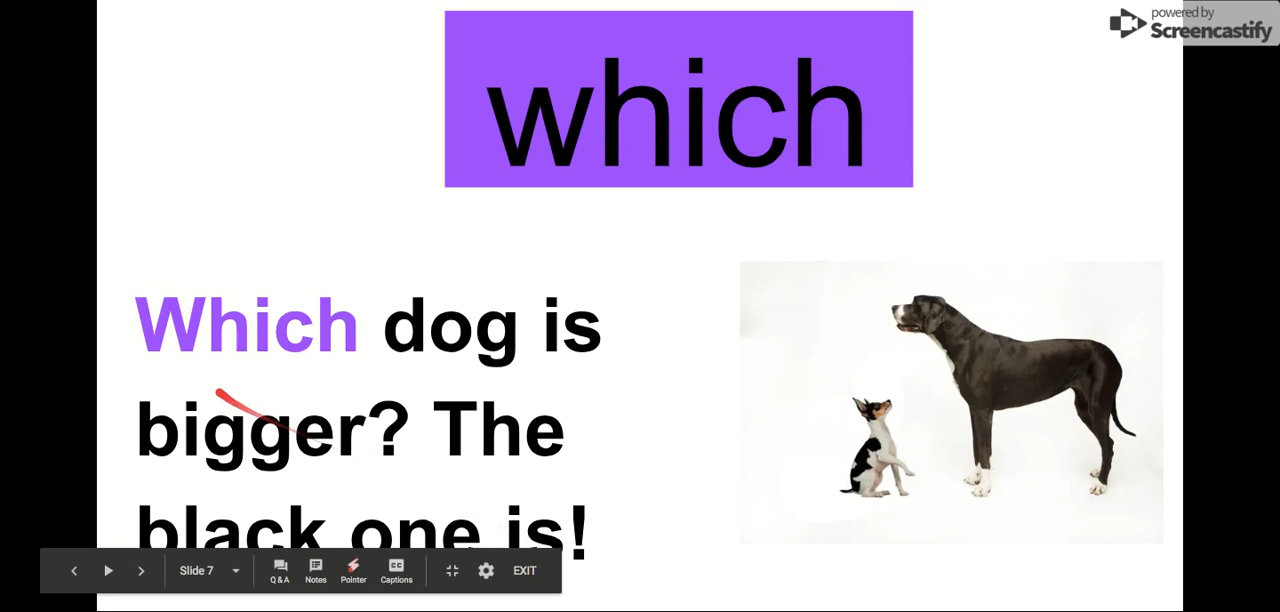 powered by
Screencastify
which
Which dog is
bigger? The
black one is!
Slide 7
Q & A
Notes
Pointer
Captions
EXIT